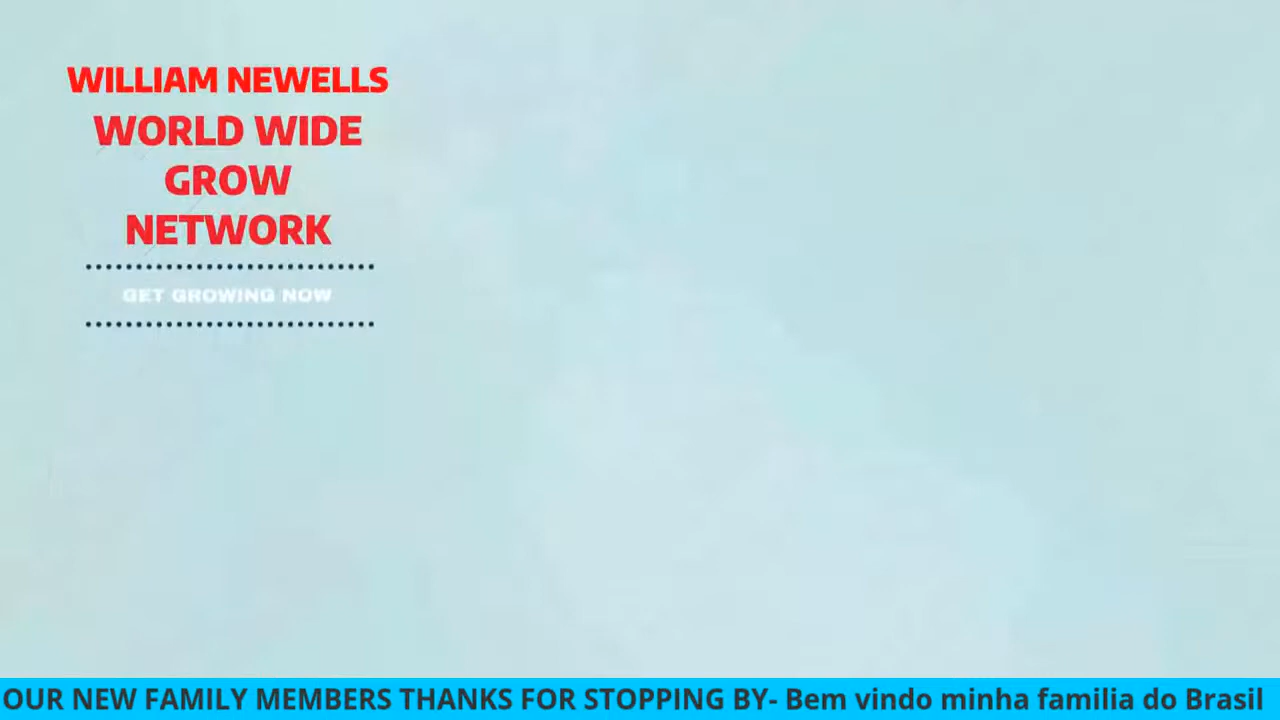 WILLIAM NEWELLS
WORLD WIDE
GROW
NETWORK
GET GROWING NOW
OUR NEW FAMILY MEMBERS THANKS FOR STOPPING BY- Bem vindo minha familia do Brasil